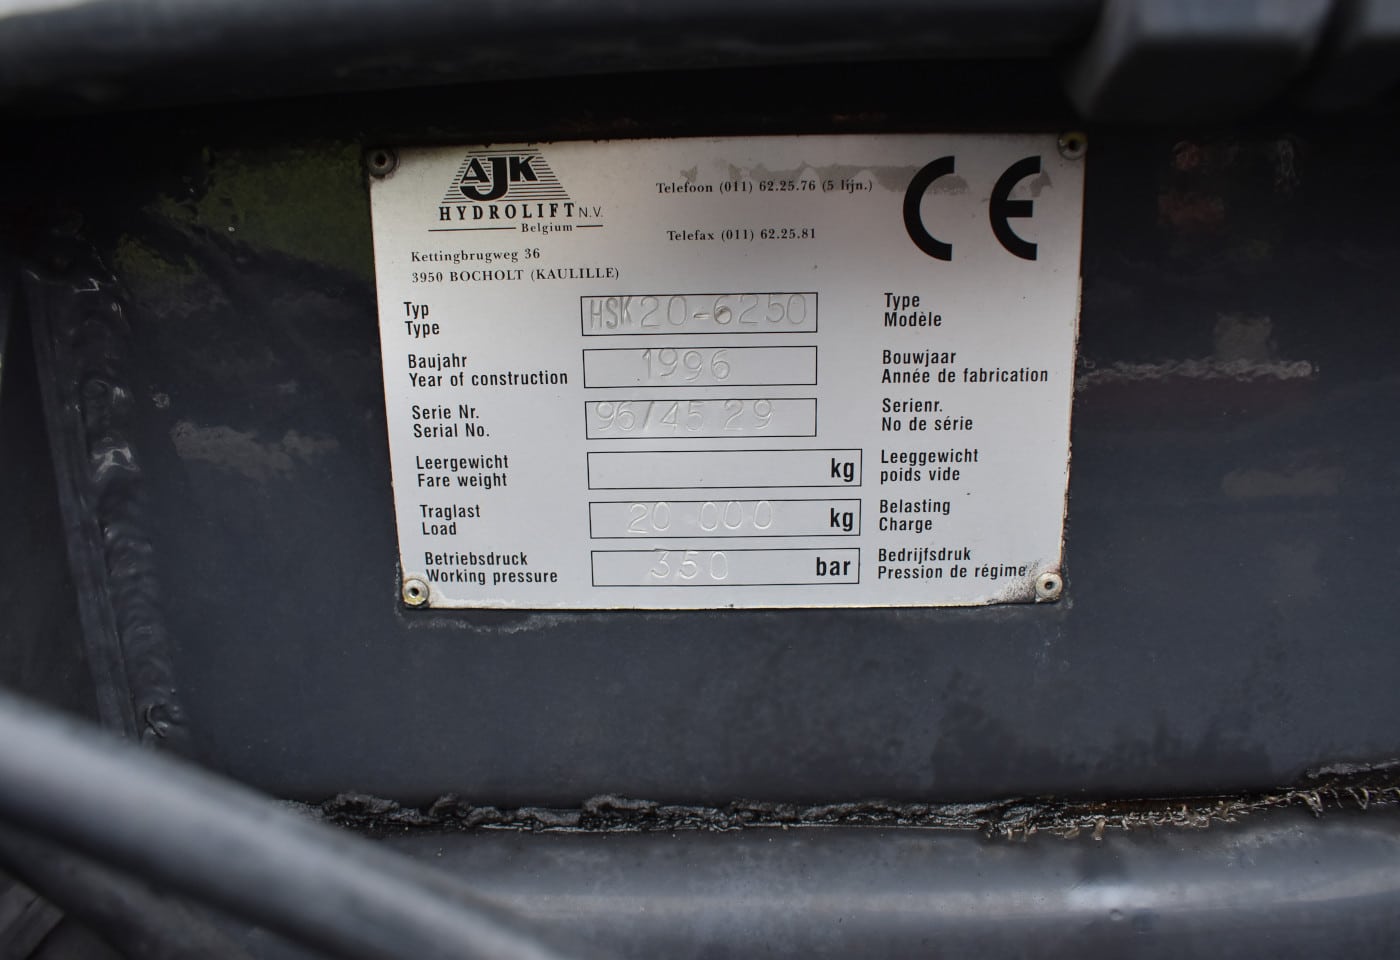 AJK
HYDROLIFT N.V.
Belgium
Kettingbrugweg 36
3950 BOCHOLT (KAULILLE)
Telefoon (011) 62.25.76 (5 lijn.)
Telefax (011) 62.25.81
CE
Typ
Type
HSK20-6250
Type
Modèle
Baujahr
Year of construction
1996
Bouwjaar
Année de fabrication
Serie Nr.
Serial No.
96/4529
Serienr.
No de série
Leergewicht
Fare weight
kg
Leeggewicht
poids vide
Traglast
Load
20 000 kg
Belasting
Charge
Betriebsdruck
Working pressure
350 bar
Bedrijfsdruk
Pression de régime